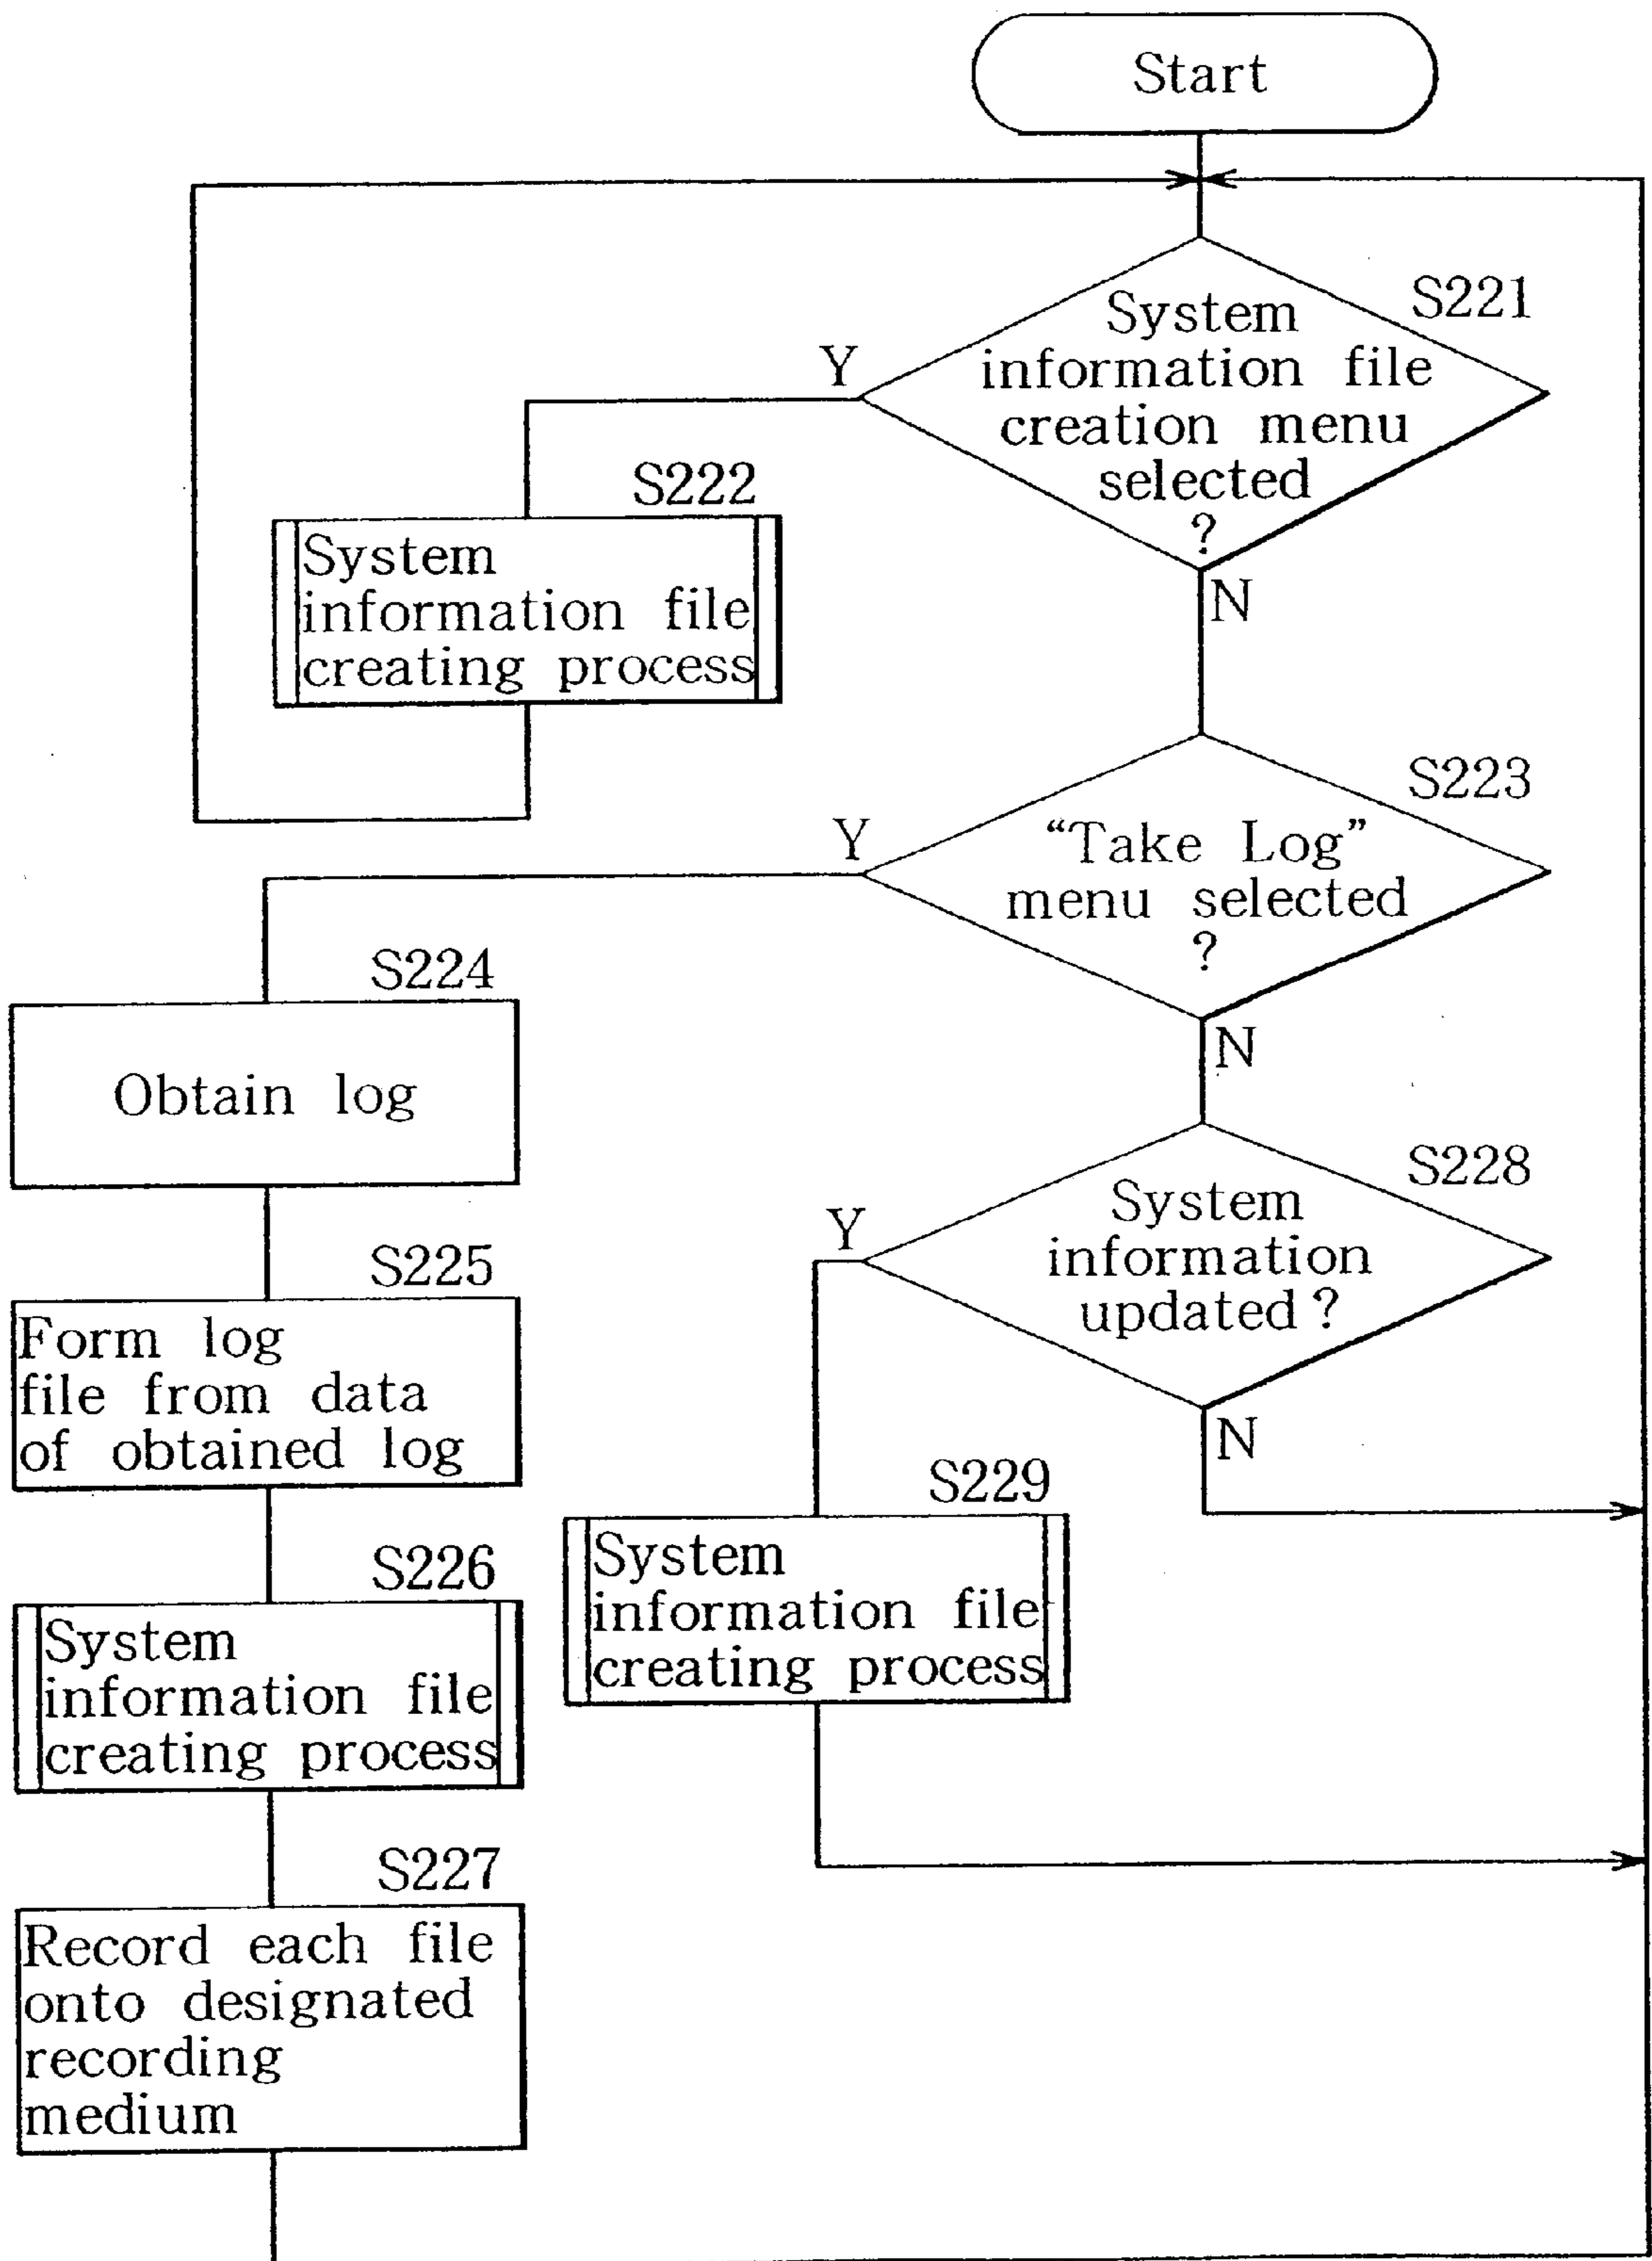 Start
S221
System
information file
creation menu
selected
?
Y
N
S222
System
information file
creating process
S223
“Take Log”
menu selected
?
Y
N
S224
Obtain log
S225
Form log
file from data
of obtained log
S226
System
information file
creating process
S227
Record each file
onto designated
recording
medium
S228
System
information
updated ?
Y
N
S229
System
information file
creating process